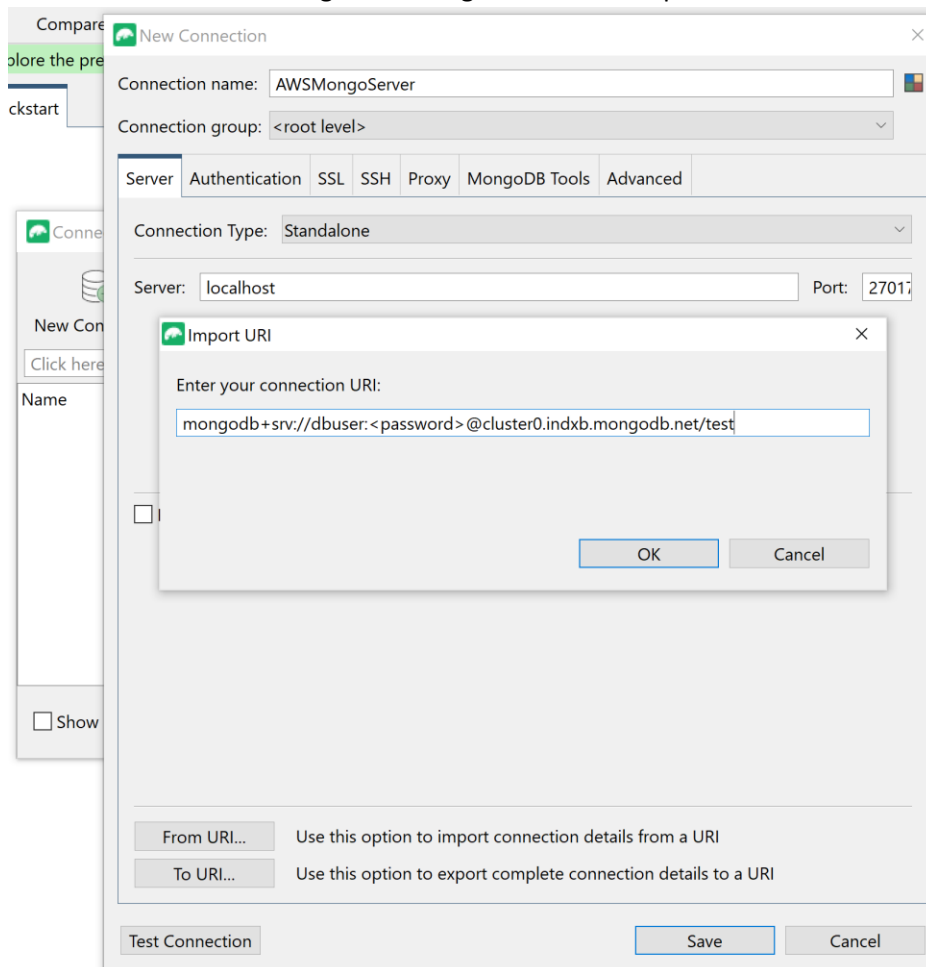 Compare
New Connection
plore the pre
Connection name: AWSMongoServer
ckstart
Connection group: <root level>
Server Authentication SSL SSH Proxy MongoDB Tools Advanced
Conne
Connection Type: Standalone
Server: localhost Port: 27017
New Con
Import URI
Click here
Enter your connection URI:
Name
mongodb+srv://dbuser:<password>@cluster0.indxb.mongodb.net/test
OK Cancel
Show
From URI... Use this option to import connection details from a URI
To URI... Use this option to export complete connection details to a URI
Test Connection Save Cancel